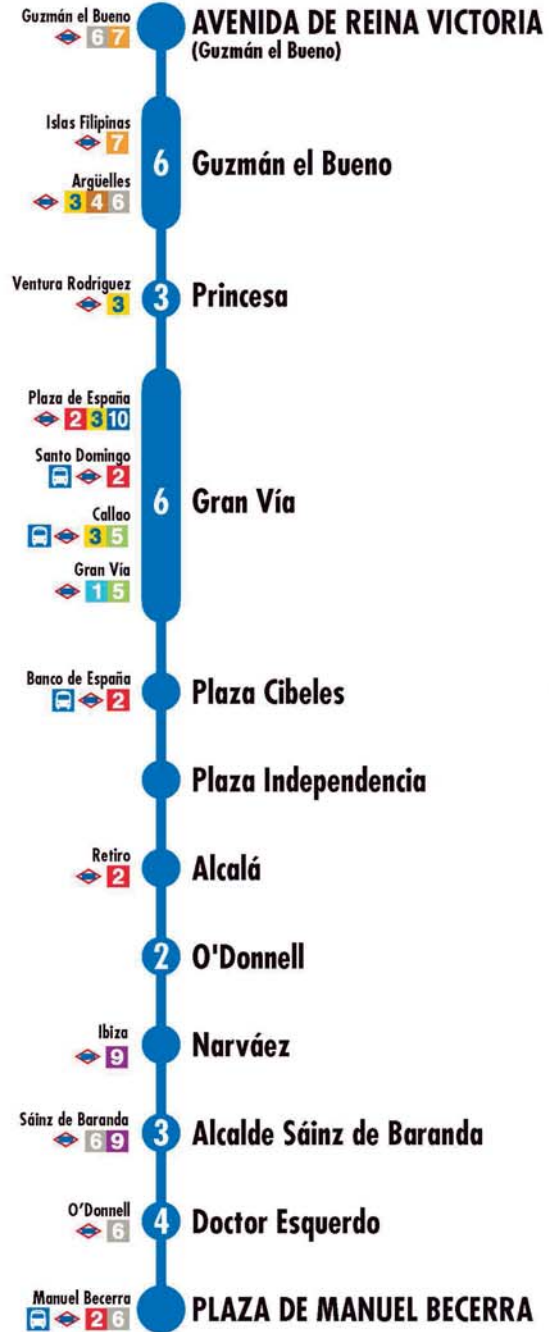 Guzmán el Bueno
6 7
AVENIDA DE REINA VICTORIA
(Guzmán el Bueno)
Islas Filipinas
7
Argüelles
3 4 6
6
Guzmán el Bueno
Ventura Rodríguez
3
3
Princesa
Plaza de España
2 3 10
Santo Domingo
2
Callao
3 5
Gran Vía
1 5
6
Gran Vía
Banco de España
2
Plaza Cibeles
Plaza Independencia
Retiro
2
Alcalá
2
O'Donnell
Ibiza
9
Narváez
Sáinz de Baranda
6 9
3
Alcalde Sáinz de Baranda
O'Donnell
6
4
Doctor Esquerdo
Manuel Becerra
2 6
PLAZA DE MANUEL BECERRA